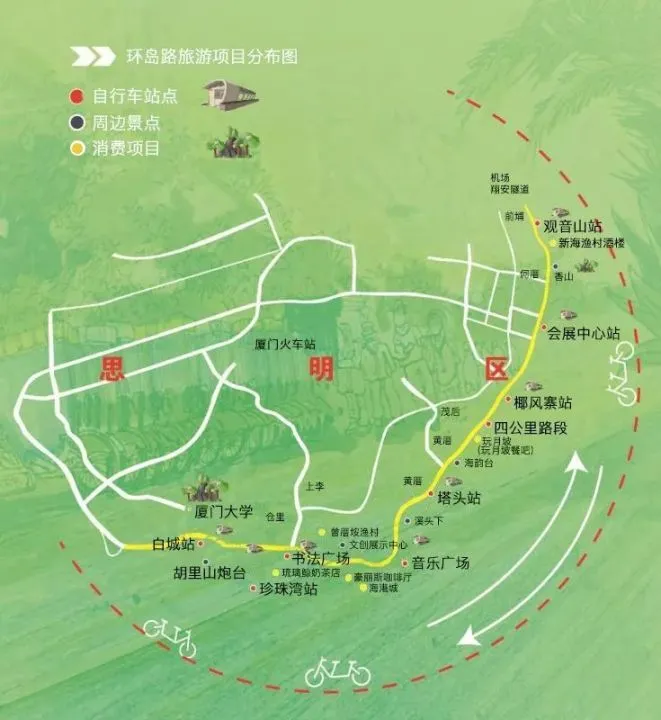 环岛路旅游项目分布图
自行车站点
周边景点
消费项目
机场
翔安隧道
前埔
观音山站
新海渔村酒楼
何厝
香山
会展中心站
厦门火车站
思 明 区
椰风寨站
茂后
四公里路段
黄厝
玩月坡
(玩月坡餐吧)
海韵台
上李
黄厝
塔头站
厦门大学
仓里
溪头下
曾厝垵渔村
白城站
文创展示中心
书法广场
音乐广场
胡里山炮台
琉璃鲸奶茶店
豪丽斯咖啡厅
珍珠湾站
海湛城